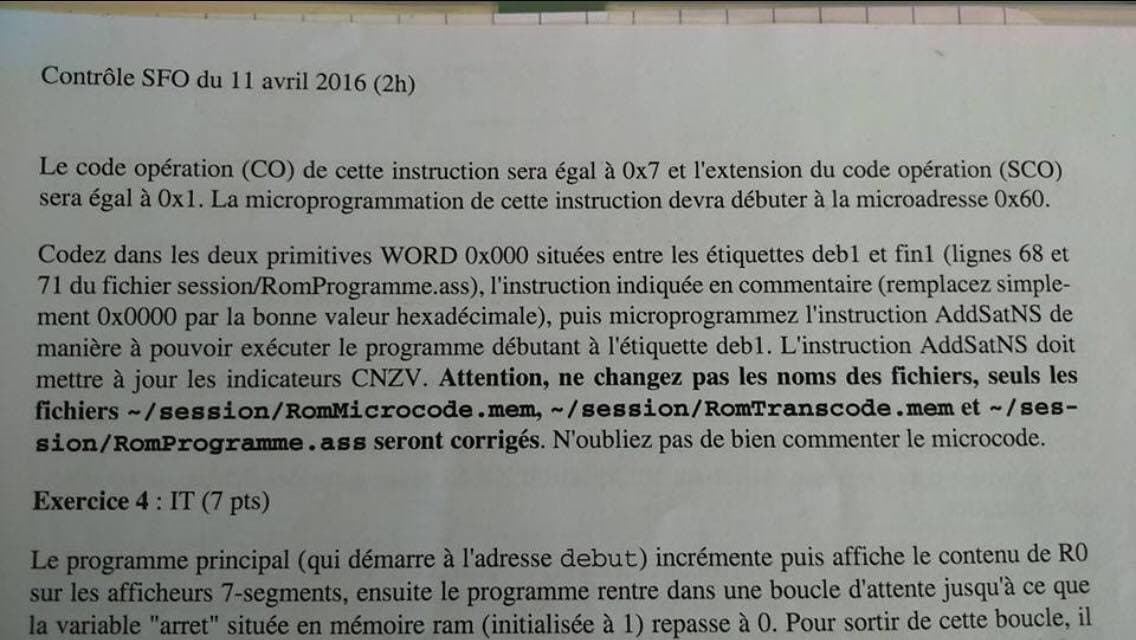 Contrôle SFO du 11 avril 2016 (2h)
Le code opération (CO) de cette instruction sera égal à 0x7 et l'extension du code opération (SCO)
sera égal à 0x1. La microprogrammation de cette instruction devra débuter à la microadresse 0x60.
Codez dans les deux primitives WORD 0x000 situées entre les étiquettes deb1 et fin1 (lignes 68 et
71 du fichier session/RomProgramme.ass), l'instruction indiquée en commentaire (remplacez simple-
ment 0x0000 par la bonne valeur hexadécimale), puis microprogrammez l'instruction AddSatNS de
manière à pouvoir exécuter le programme débutant à l'étiquette deb1. L'instruction AddSatNS doit
mettre à jour les indicateurs CNZV. Attention, ne changez pas les noms des fichiers, seuls les
fichiers ~/session/RomMicrocode.mem, ~/session/RomTranscode.mem et ~/ses-
sion/RomProgramme.ass seront corrigés. N'oubliez pas de bien commenter le microcode.
Exercice 4 : IT (7 pts)
Le programme principal (qui démarre à l'adresse debut) incrémente puis affiche le contenu de R0
sur les afficheurs 7-segments, ensuite le programme rentre dans une boucle d'attente jusqu'à ce que
la variable "arret" située en mémoire ram (initialisée à 1) repasse à 0. Pour sortir de cette boucle, il